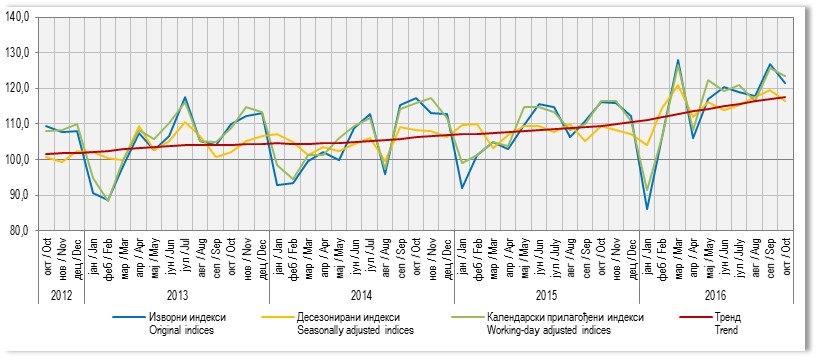 140,0
130,0
120,0
110,0
100,0
90,0
80,0
окт / Oct
нов / Nov
дец / Dec
јан / Jan
феб / Feb
мар / Mar
апр / Apr
мај / May
јун / Jun
јул / Jul
авг / Aug
сеп / Sep
окт / Oct
нов / Nov
дец / Dec
јан / Jan
феб / Feb
мар / Mar
апр / Apr
мај / May
јун / Jun
јул / Jul
авг / Aug
сеп / Sep
окт / Oct
нов / Nov
дец / Dec
јан / Jan
феб / Feb
мар / Mar
апр / Apr
мај / May
јун / Jun
јул / Jul
авг / Aug
сеп / Sep
окт / Oct
нов / Nov
дец / Dec
јан / Jan
феб / Feb
мар / Mar
апр / Apr
мај / May
јун / Jun
јул / July
авг / Aug
сеп / Sep
окт / Oct
2012 2013 2014 2015 2016
Изворни индекси
Original indices
Десезонирани индекси
Seasonally adjusted indices
Календарски прилагођени индекси
Working-day adjusted indices
Тренд
Trend